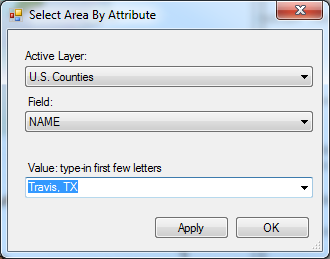 Select Area By Attribute
Active Layer:
U.S. Counties
Field:
NAME
Value: type-in first few letters
Travis, TX
Apply
OK